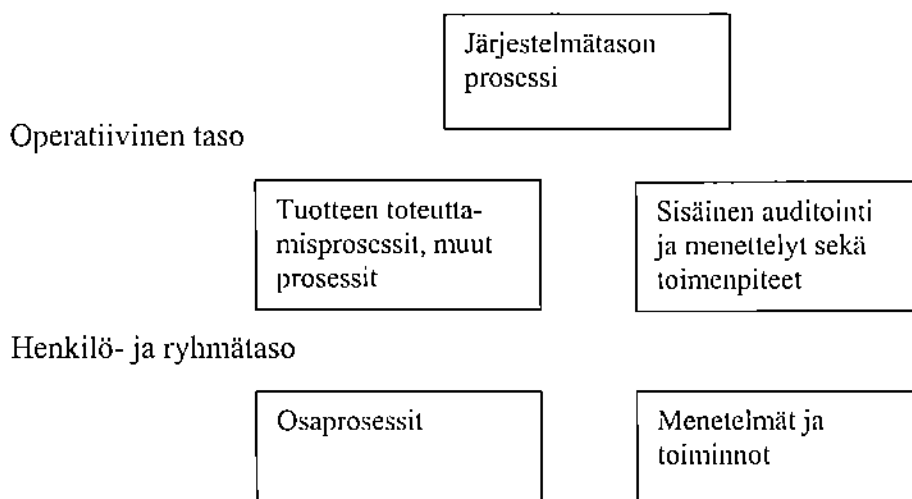 Järjestelmätason
prosessi
Operatiivinen taso
Tuotteen toteutta-
misprosessit, muut
prosessit
Sisäinen auditointi
ja menettelyt sekä
toimenpiteet
Henkilö- ja ryhmätaso
Osaprosessit
Menetelmät ja
toiminnot